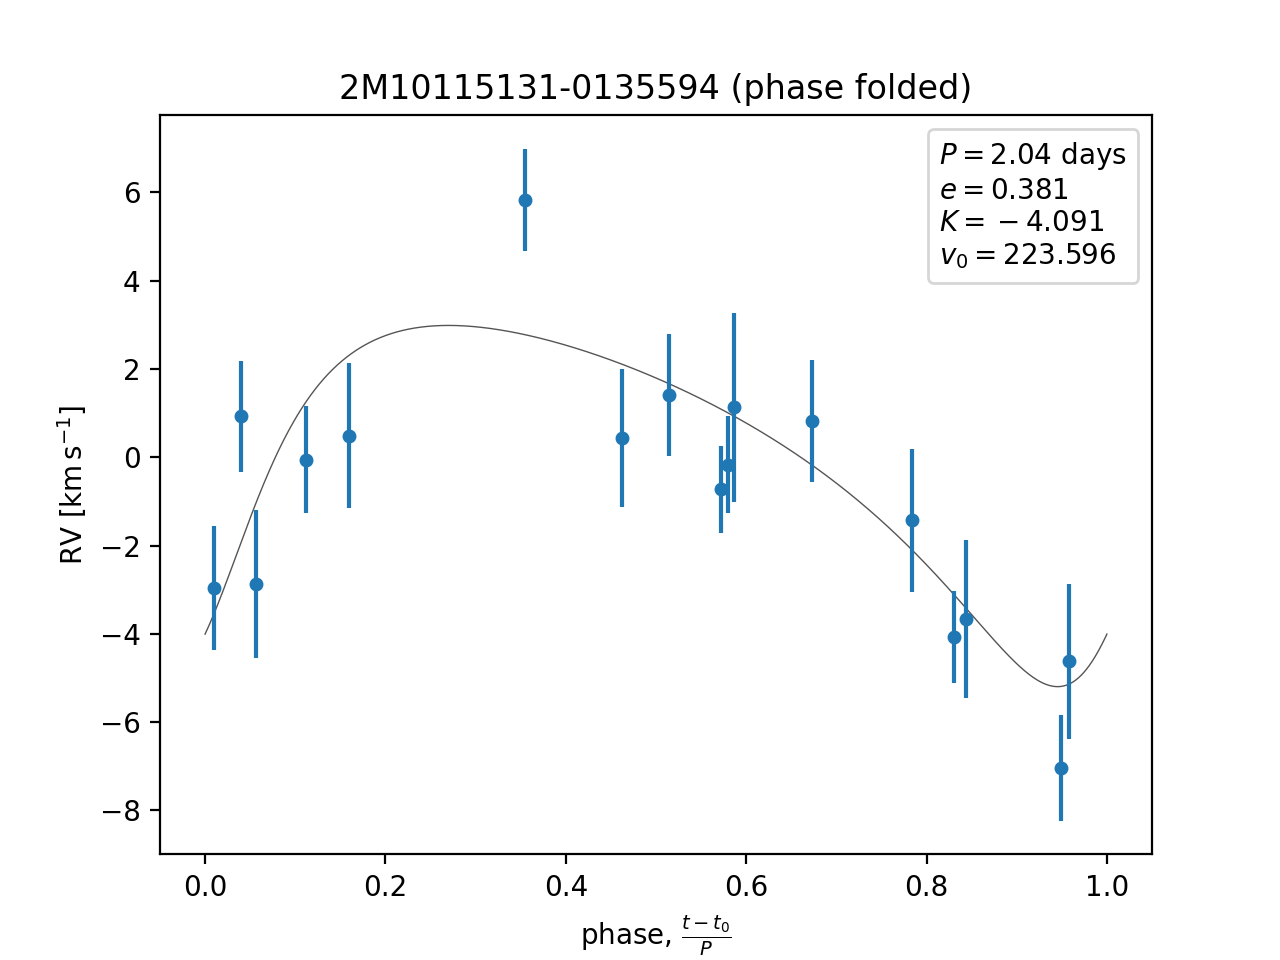 2M10115131-0135594 (phase folded)
P = 2.04 days
e = 0.381
K = −4.091
v₀ = 223.596
6
4
2
0
−2
−4
−6
−8
RV [km s⁻¹]
0.0 0.2 0.4 0.6 0.8 1.0
phase, (t − t₀)/P